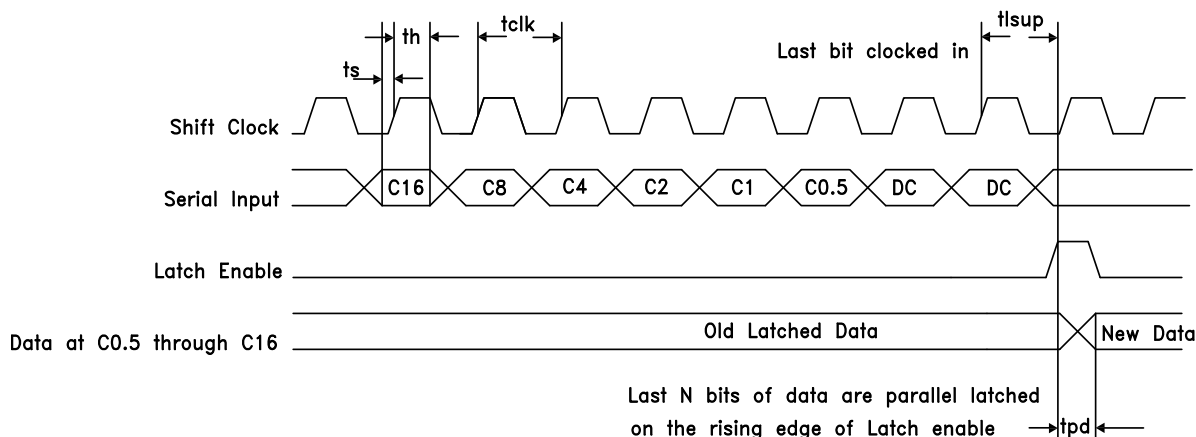 th
tclk
tlsup
Last bit clocked in
ts
Shift Clock
Serial Input
C16 C8 C4 C2 C1 C0.5 DC DC
Latch Enable
Data at C0.5 through C16
Old Latched Data
New Data
Last N bits of data are parallel latched
on the rising edge of Latch enable
tpd